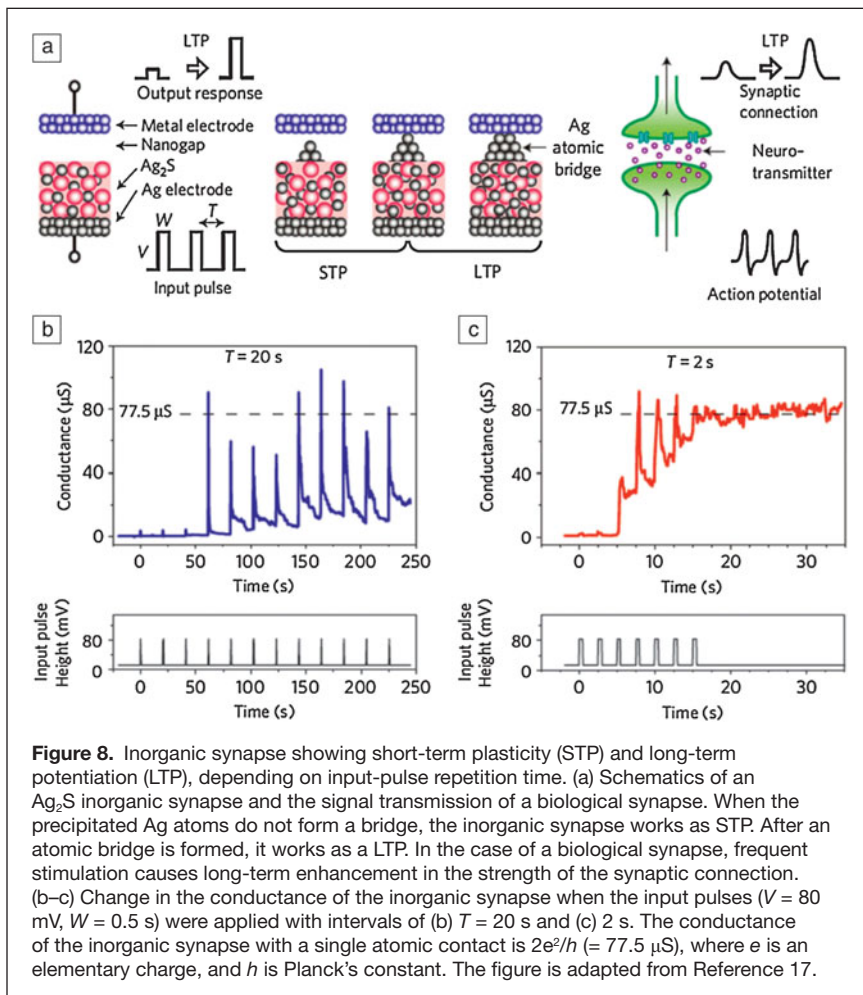 a
LTP
Output response
Metal electrode
Nanogap
Ag₂S
Ag electrode
W
T
V
Input pulse
STP
LTP
Ag
atomic
bridge
LTP
Synaptic
connection
Neuro-
transmitter
Action potential
b
120
80
40
0
Conductance (µS)
T = 20 s
77.5 µS
0 50 100 150 200 250
Time (s)
Input pulse
Height (mV)
80
0
0 50 100 150 200 250
Time (s)
c
120
80
40
0
Conductance (µS)
T = 2 s
77.5 µS
0 10 20 30
Time (s)
Input pulse
Height (mV)
80
0
0 10 20 30
Time (s)
Figure 8. Inorganic synapse showing short-term plasticity (STP) and long-term
potentiation (LTP), depending on input-pulse repetition time. (a) Schematics of an
Ag₂S inorganic synapse and the signal transmission of a biological synapse. When the
precipitated Ag atoms do not form a bridge, the inorganic synapse works as STP. After an
atomic bridge is formed, it works as a LTP. In the case of a biological synapse, frequent
stimulation causes long-term enhancement in the strength of the synaptic connection.
(b–c) Change in the conductance of the inorganic synapse when the input pulses (V = 80
mV, W = 0.5 s) were applied with intervals of (b) T = 20 s and (c) 2 s. The conductance
of the inorganic synapse with a single atomic contact is 2e²/h (= 77.5 µS), where e is an
elementary charge, and h is Planck's constant. The figure is adapted from Reference 17.